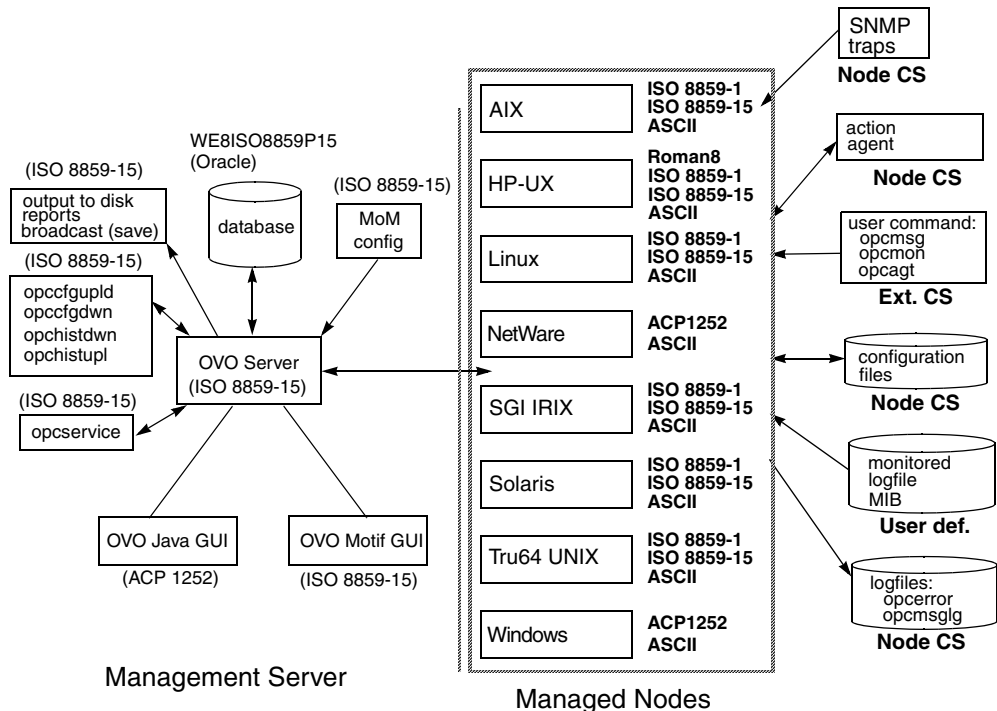 WE8ISO8859P15
(Oracle)
(ISO 8859-15)
output to disk
reports
broadcast (save)
database
(ISO 8859-15)
MoM
config
(ISO 8859-15)
opccfgupld
opccfgdwn
opchistdwn
opchistupl
OVO Server
(ISO 8859-15)
(ISO 8859-15)
opcservice
OVO Java GUI
(ACP 1252)
OVO Motif GUI
(ISO 8859-15)
Management Server
AIX
ISO 8859-1
ISO 8859-15
ASCII
HP-UX
Roman8
ISO 8859-1
ISO 8859-15
ASCII
Linux
ISO 8859-1
ISO 8859-15
ASCII
NetWare
ACP1252
ASCII
SGI IRIX
ISO 8859-1
ISO 8859-15
ASCII
Solaris
ISO 8859-1
ISO 8859-15
ASCII
Tru64 UNIX
ISO 8859-1
ISO 8859-15
ASCII
Windows
ACP1252
ASCII
Managed Nodes
SNMP
traps
Node CS
action
agent
Node CS
user command:
opcmsg
opcmon
opcagt
Ext. CS
configuration
files
Node CS
monitored
logfile
MIB
User def.
logfiles:
opcerror
opcmsglg
Node CS